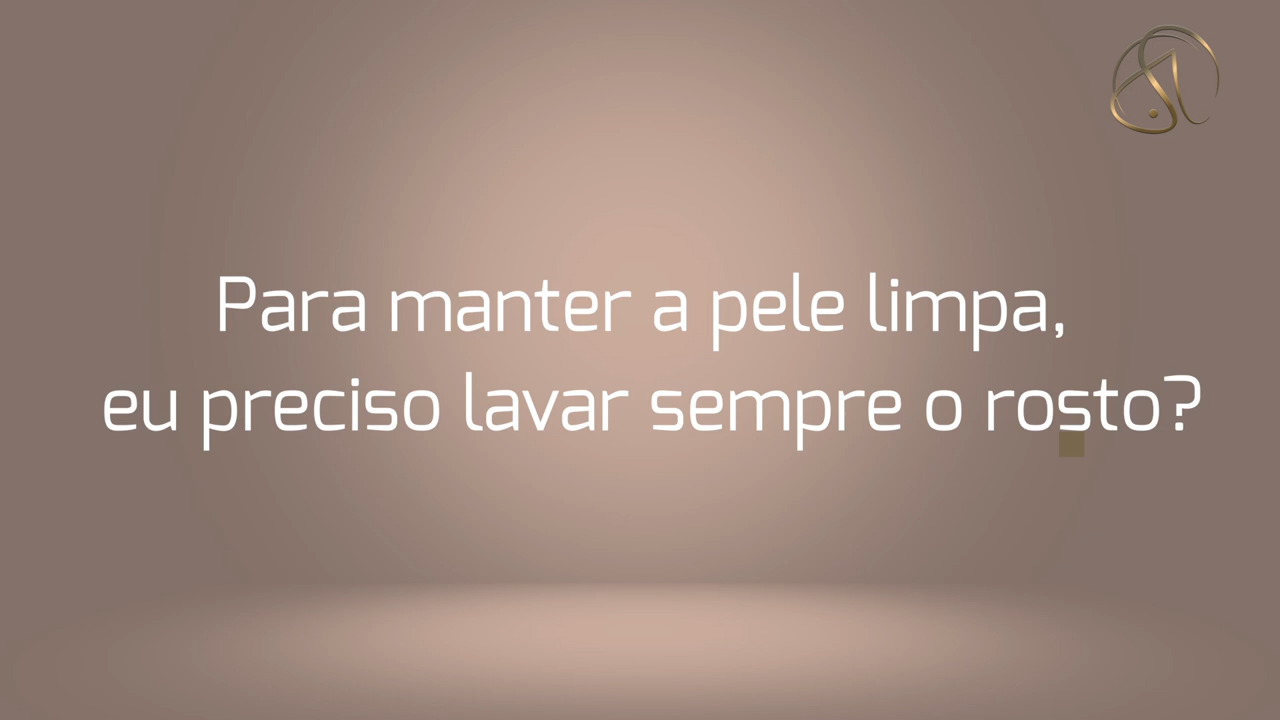 Para manter a pele limpa,
eu preciso lavar sempre o rosto?